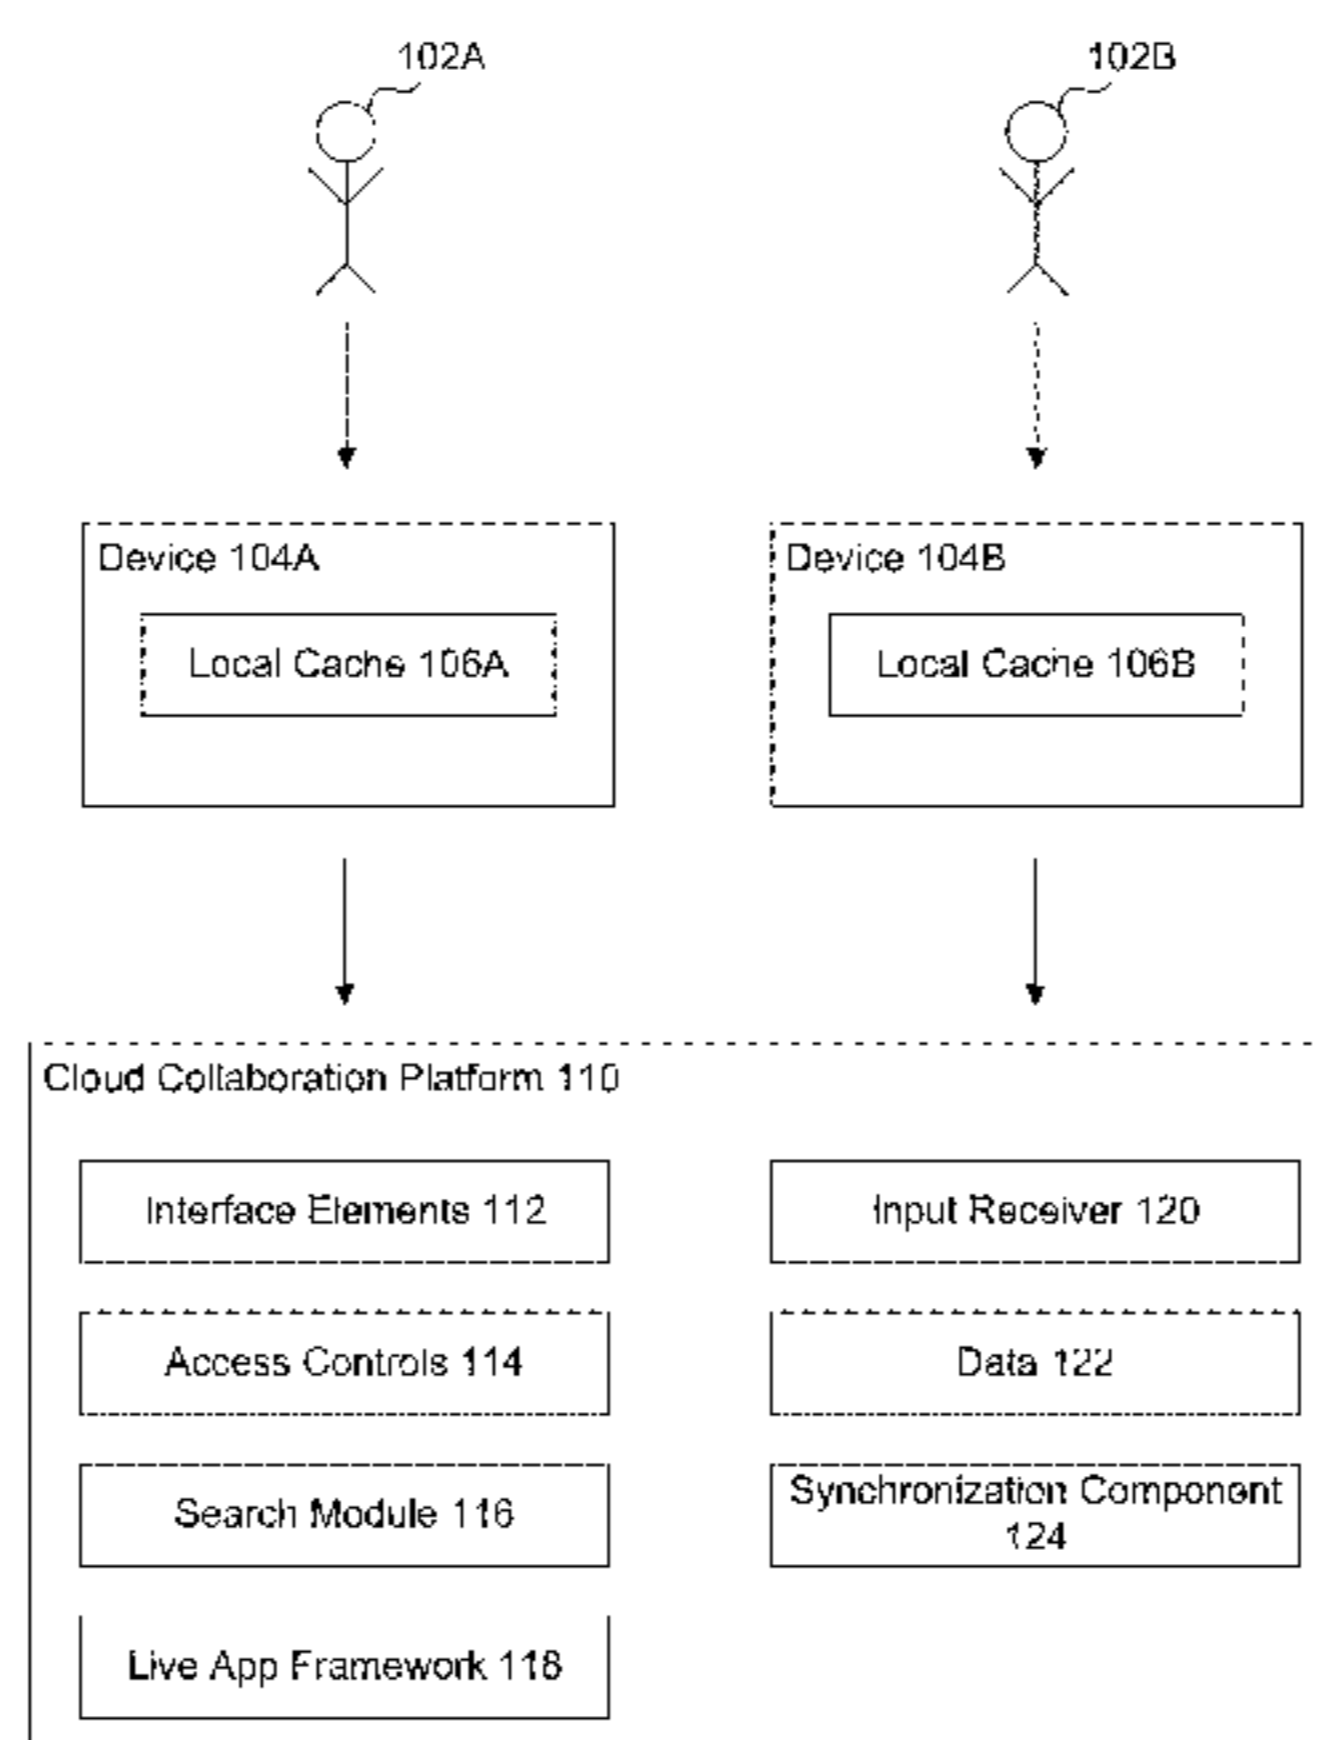 102A
102B
Device 104A
Local Cache 106A
Device 104B
Local Cache 106B
Cloud Collaboration Platform 110
Interface Elements 112
Input Receiver 120
Access Controls 114
Data 122
Search Module 116
Synchronization Component
124
Live App Framework 118